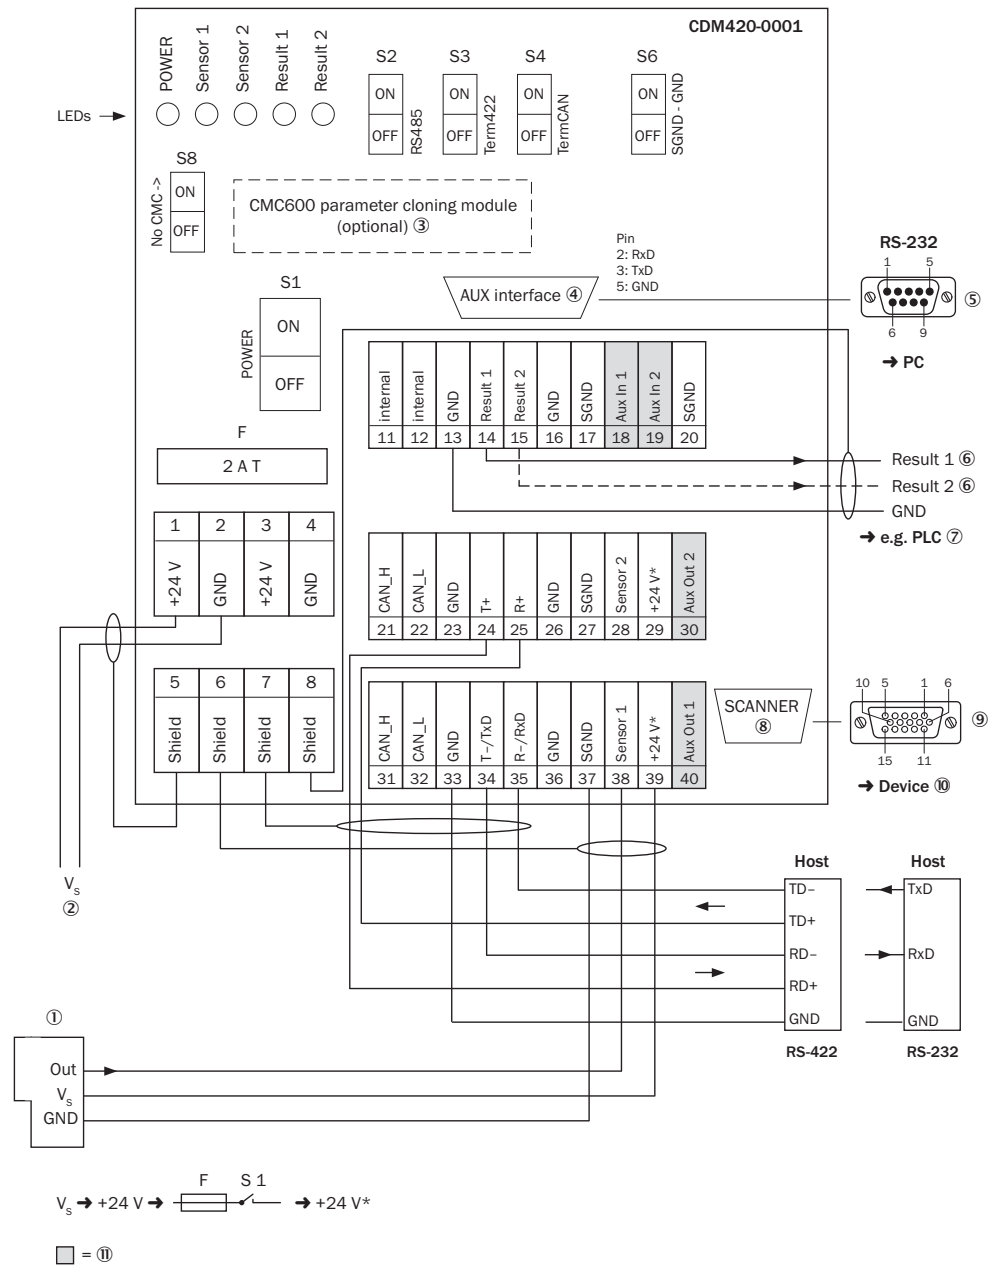 CDM420-0001
LEDs
POWER
Sensor 1
Sensor 2
Result 1
Result 2
S2
ON
OFF
RS485
S3
ON
OFF
Term422
S4
ON
OFF
TermCAN
S6
ON
OFF
SGND - GND
S8
No CMC ->
ON
OFF
CMC600 parameter cloning module
(optional) ③
Pin
2: RxD
3: TxD
5: GND
AUX interface ④
RS-232
1 5
6 9
⑤
➜ PC
S1
POWER
ON
OFF
F
2 A T
internal internal GND Result 1 Result 2 GND SGND Aux In 1 Aux In 2 SGND
11 12 13 14 15 16 17 18 19 20
Result 1 ⑥
Result 2 ⑥
GND
➜ e.g. PLC ⑦
1 2 3 4
+24 V GND +24 V GND
CAN_H CAN_L GND T+ R+ GND SGND Sensor 2 +24 V* Aux Out 2
21 22 23 24 25 26 27 28 29 30
5 6 7 8
Shield Shield Shield Shield
CAN_H CAN_L GND T–/TxD R–/RxD GND SGND Sensor 1 +24 V* Aux Out 1
31 32 33 34 35 36 37 38 39 40
SCANNER
⑧
10 5 1 6
15 11
⑨
➜ Device ⑩
Vs
②
Host
TD–
TD+
RD–
RD+
GND
RS-422
Host
TxD
RxD
GND
RS-232
①
Out
Vs
GND
F S 1
Vs ➜ +24 V ➜ ➜ +24 V*
= ⑪